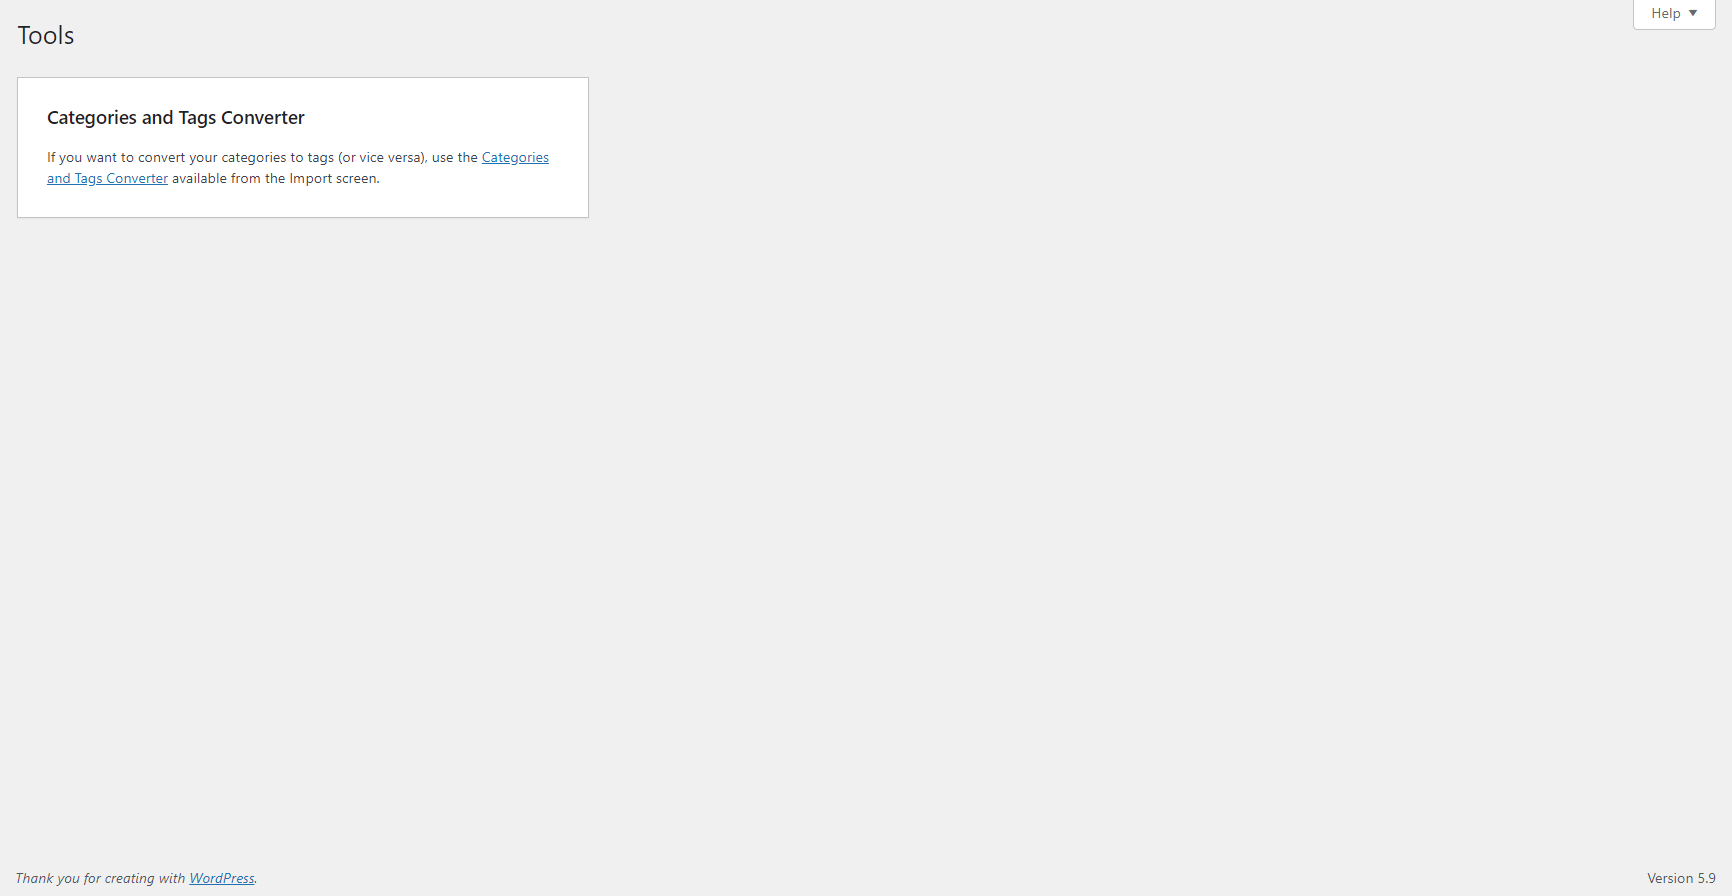 Help ▼
Tools
Categories and Tags Converter
If you want to convert your categories to tags (or vice versa), use the Categories
and Tags Converter available from the Import screen.
Thank you for creating with WordPress.
Version 5.9